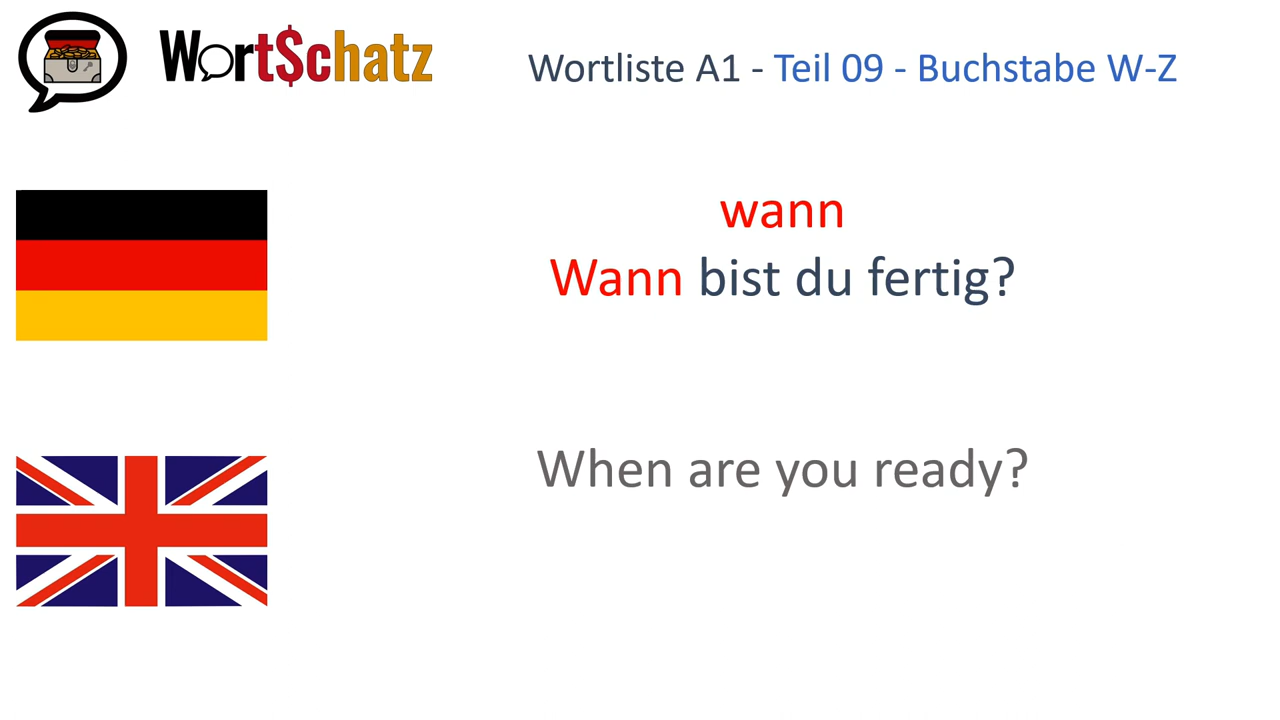 Wort$chatz
Wortliste A1 - Teil 09 - Buchstabe W-Z
wann
Wann bist du fertig?
When are you ready?